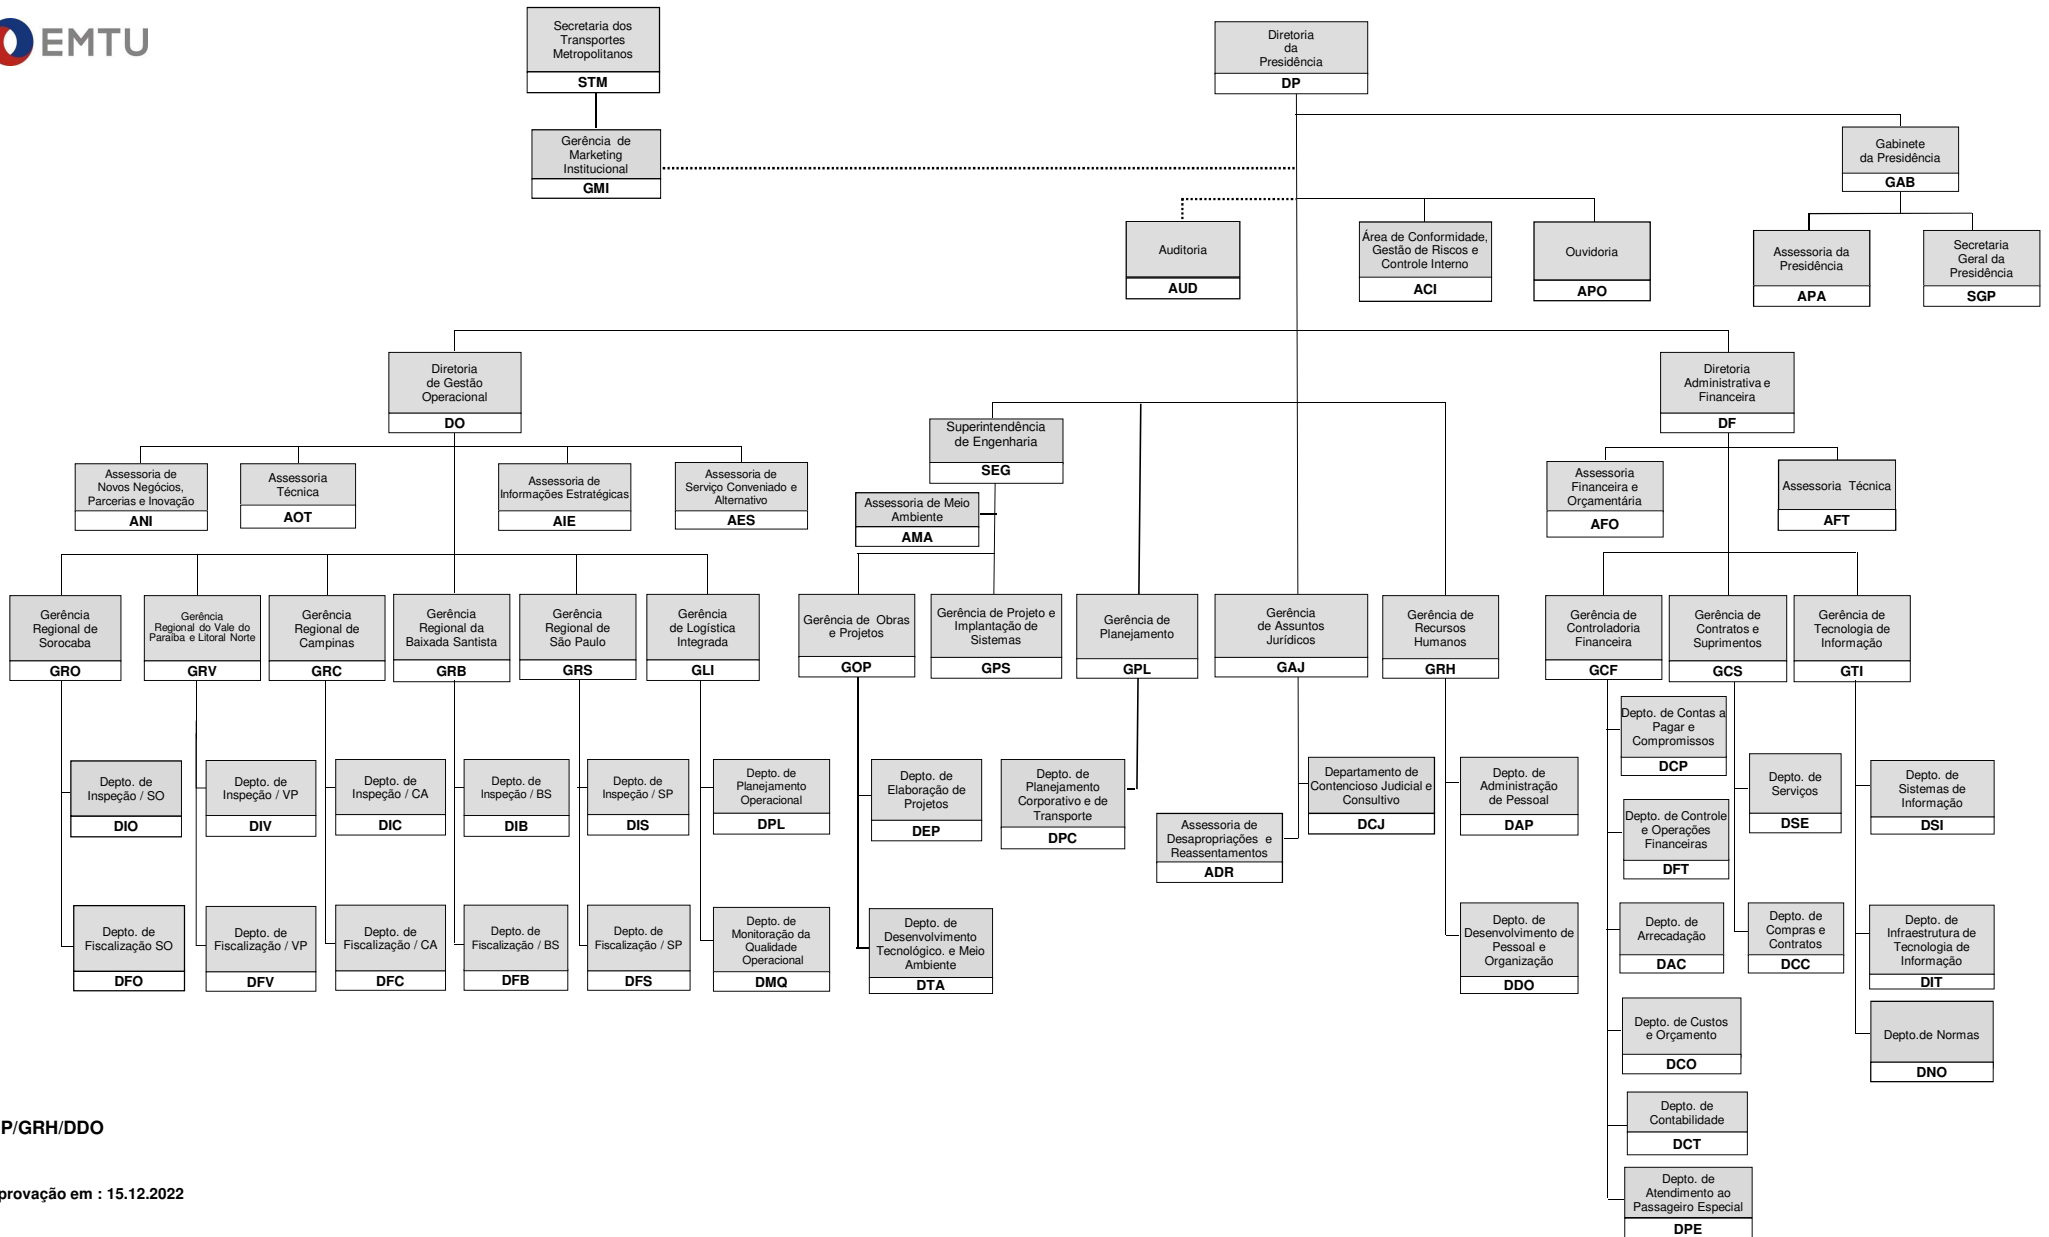 EMTU
Secretaria dos
Transportes
Metropolitanos
STM
Diretoria
da
Presidência
DP
Gerência de
Marketing
Institucional
GMI
Gabinete
da Presidência
GAB
Auditoria
AUD
Área de Conformidade,
Gestão de Riscos e
Controle Interno
ACI
Ouvidoria
APO
Assessoria da
Presidência
APA
Secretaria
Geral da
Presidência
SGP
Diretoria
de Gestão
Operacional
DO
Diretoria
Administrativa e
Financeira
DF
Superintendência
de Engenharia
SEG
Assessoria de
Novos Negócios,
Parcerias e Inovação
ANI
Assessoria
Técnica
AOT
Assessoria de
Informações Estratégicas
AIE
Assessoria de
Serviço Conveniado e
Alternativo
AES
Assessoria de Meio
Ambiente
AMA
Assessoria
Financeira e
Orçamentária
AFO
Assessoria Técnica
AFT
Gerência
Regional de
Sorocaba
GRO
Gerência
Regional do Vale do
Paraíba e Litoral Norte
GRV
Gerência
Regional de
Campinas
GRC
Gerência
Regional da
Baixada Santista
GRB
Gerência
Regional de
São Paulo
GRS
Gerência
de Logística
Integrada
GLI
Gerência de Obras
e Projetos
GOP
Gerência de Projeto e
Implantação de
Sistemas
GPS
Gerência de
Planejamento
GPL
Gerência
de Assuntos
Jurídicos
GAJ
Gerência de
Recursos
Humanos
GRH
Gerência de
Controladoria
Financeira
GCF
Gerência de
Contratos e
Suprimentos
GCS
Gerência de
Tecnologia de
Informação
GTI
Depto. de Contas a
Pagar e
Compromissos
DCP
Depto. de
Inspeção / SO
DIO
Depto. de
Inspeção / VP
DIV
Depto. de
Inspeção / CA
DIC
Depto. de
Inspeção / BS
DIB
Depto. de
Inspeção / SP
DIS
Depto. de
Planejamento
Operacional
DPL
Depto. de
Elaboração de
Projetos
DEP
Depto. de
Planejamento
Corporativo e de
Transporte
DPC
Assessoria de
Desapropriações e
Reassentamentos
ADR
Departamento de
Contencioso Judicial e
Consultivo
DCJ
Depto. de
Administração
de Pessoal
DAP
Depto. de Controle
e Operações
Financeiras
DFT
Depto. de
Serviços
DSE
Depto. de
Sistemas de
Informação
DSI
Depto. de
Fiscalização SO
DFO
Depto. de
Fiscalização / VP
DFV
Depto. de
Fiscalização / CA
DFC
Depto. de
Fiscalização / BS
DFB
Depto. de
Fiscalização / SP
DFS
Depto. de
Monitoração da
Qualidade
Operacional
DMQ
Depto. de
Desenvolvimento
Tecnológico. e Meio
Ambiente
DTA
Depto. de
Desenvolvimento de
Pessoal e
Organização
DDO
Depto. de
Arrecadação
DAC
Depto. de
Compras e
Contratos
DCC
Depto. de
Infraestrutura de
Tecnologia de
Informação
DIT
Depto. de Custos
e Orçamento
DCO
Depto.de Normas
DNO
Depto. de
Contabilidade
DCT
Depto. de
Atendimento ao
Passageiro Especial
DPE
P/GRH/DDO
provação em : 15.12.2022